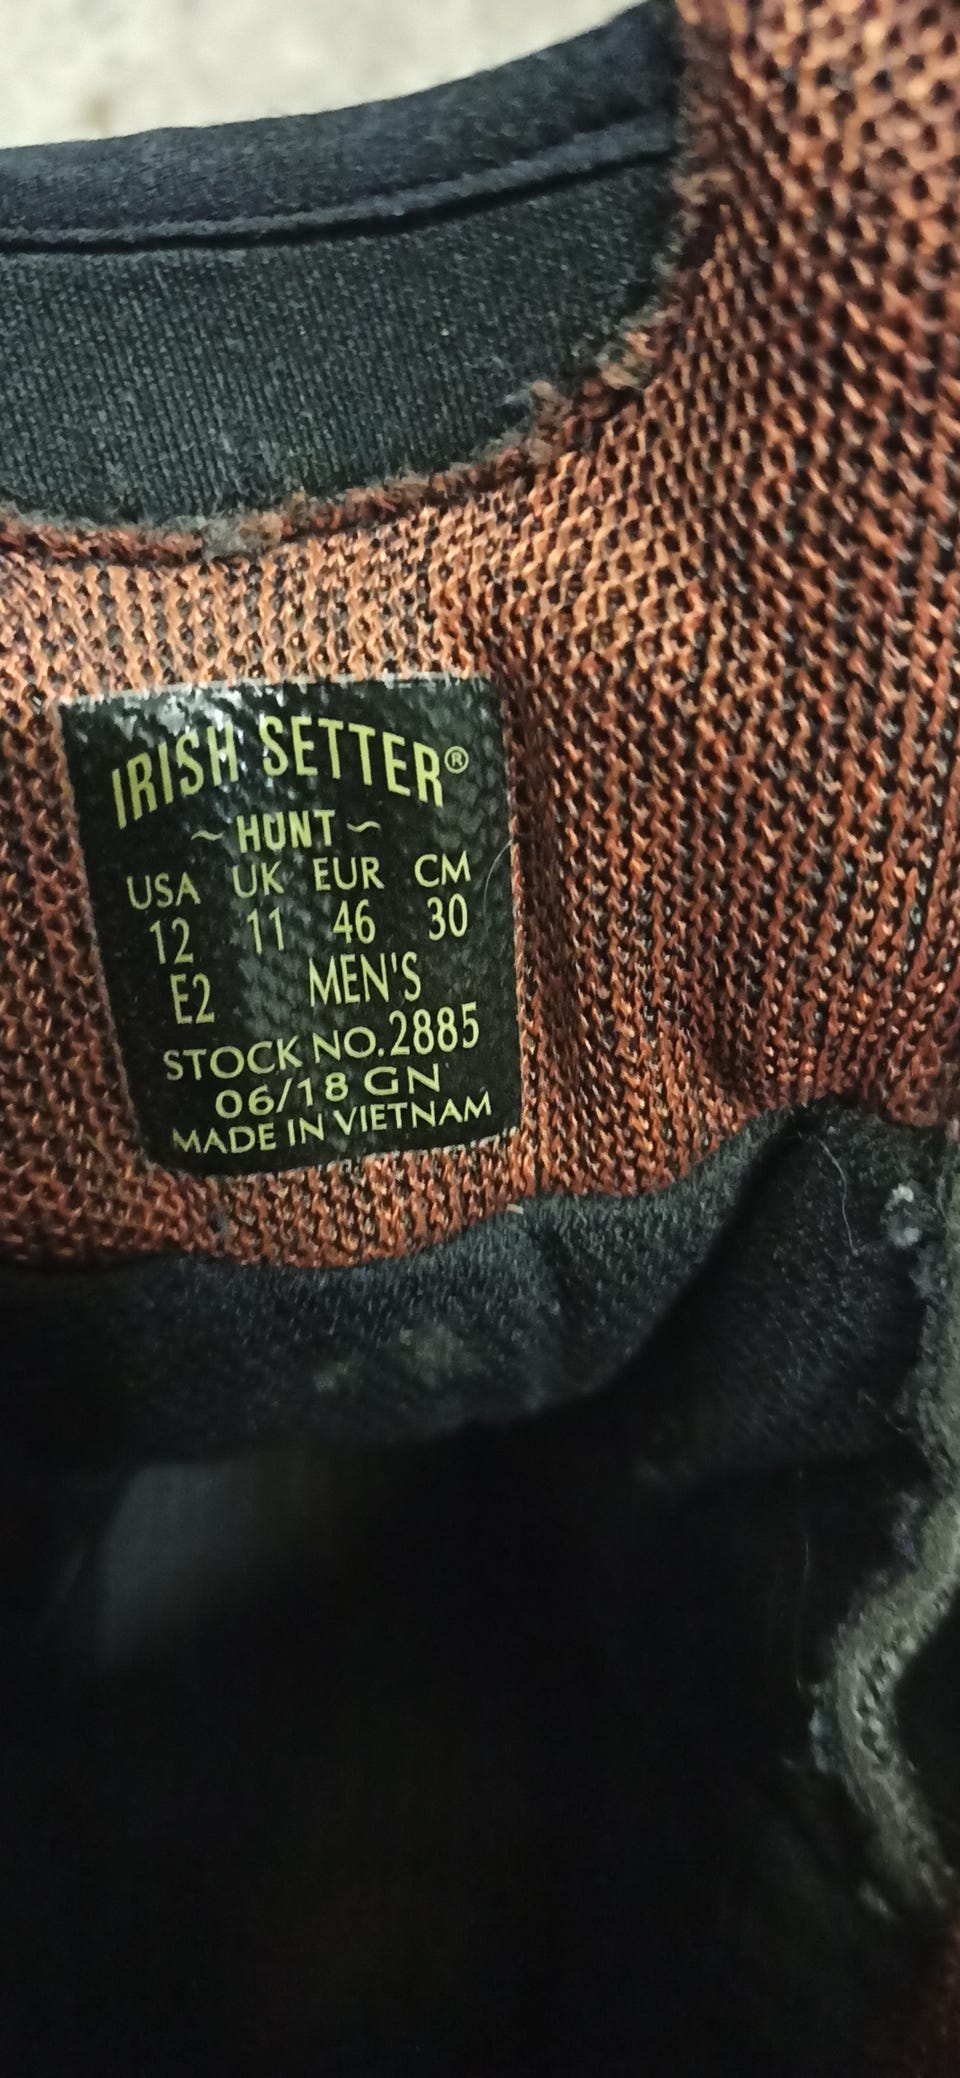 IRISH SETTER®
~ HUNT ~
USA UK EUR CM
12 11 46 30
E2 MEN'S
STOCK NO. 2885
06/18 GN
MADE IN VIETNAM